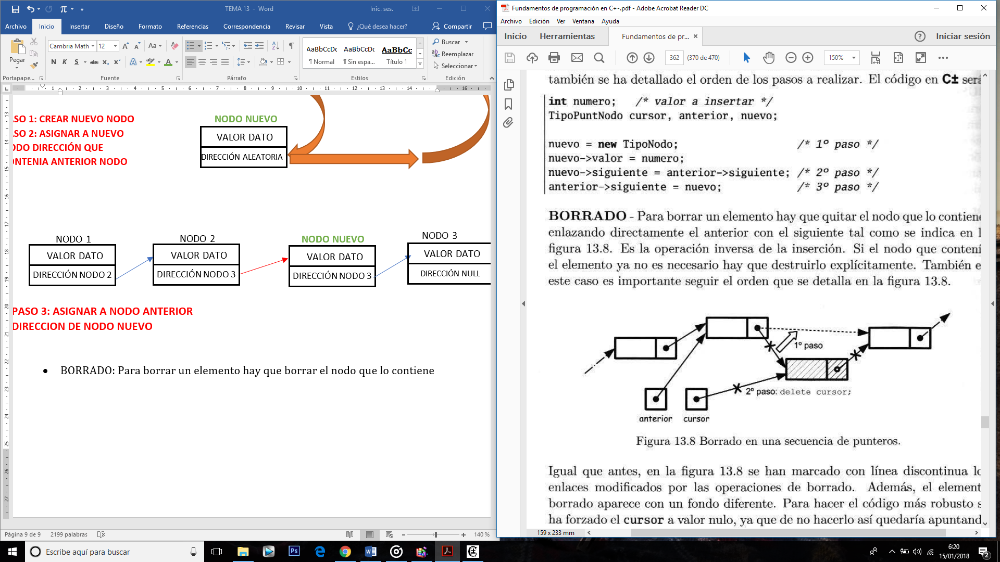 TEMA 13 - Word
Inic. ses.
Archivo Inicio Insertar Diseño Formato Referencias Correspondencia Revisar Vista ¿Qué desea hacer? Compartir
Pegar
Cambria Math 12
N K S abc x₂ x²
AaBbCcDc AaBbCcDc AaBbCc
¶ Normal ¶ Sin espa... Título 1
Buscar
Reemplazar
Seleccionar
Portapape... Fuente Párrafo Estilos Edición
ASO 1: CREAR NUEVO NODO
ASO 2: ASIGNAR A NUEVO
ODO DIRECCIÓN QUE
ONTENIA ANTERIOR NODO
NODO NUEVO
VALOR DATO
DIRECCIÓN ALEATORIA
NODO 1
VALOR DATO
DIRECCIÓN NODO 2
NODO 2
VALOR DATO
DIRECCIÓN NODO 3
NODO NUEVO
VALOR DATO
DIRECCIÓN NODO 3
NODO 3
VALOR DATO
DIRECCIÓN NULL
PASO 3: ASIGNAR A NODO ANTERIOR
DIRECCION DE NODO NUEVO
• BORRADO: Para borrar un elemento hay que borrar el nodo que lo contiene
Página 9 de 9 2199 palabras 140 %
Fundamentos de programación en C+-.pdf - Adobe Acrobat Reader DC
Archivo Edición Ver Ventana Ayuda
Inicio Herramientas Fundamentos de pr... × Iniciar sesión
362 (370 de 470) 150%
también se ha detallado el orden de los pasos a realizar. El código en C± será
int numero; /* valor a insertar */
TipoPuntNodo cursor, anterior, nuevo;
nuevo = new TipoNodo; /* 1º paso */
nuevo->valor = numero;
nuevo->siguiente = anterior->siguiente; /* 2º paso */
anterior->siguiente = nuevo; /* 3º paso */
BORRADO - Para borrar un elemento hay que quitar el nodo que lo contiene
enlazando directamente el anterior con el siguiente tal como se indica en l
figura 13.8. Es la operación inversa de la inserción. Si el nodo que contení
el elemento ya no es necesario hay que destruirlo explícitamente. También e
este caso es importante seguir el orden que se detalla en la figura 13.8.
1º paso
2º paso: delete cursor;
anterior cursor
Figura 13.8 Borrado en una secuencia de punteros.
Igual que antes, en la figura 13.8 se han marcado con línea discontinua lo
enlaces modificados por las operaciones de borrado. Además, el element
borrado aparece con un fondo diferente. Para hacer el código más robusto s
ha forzado el cursor a valor nulo, ya que de no hacerlo así quedaría apuntand
159 x 233 mm
Escribe aquí para buscar
6:20
15/01/2018
2